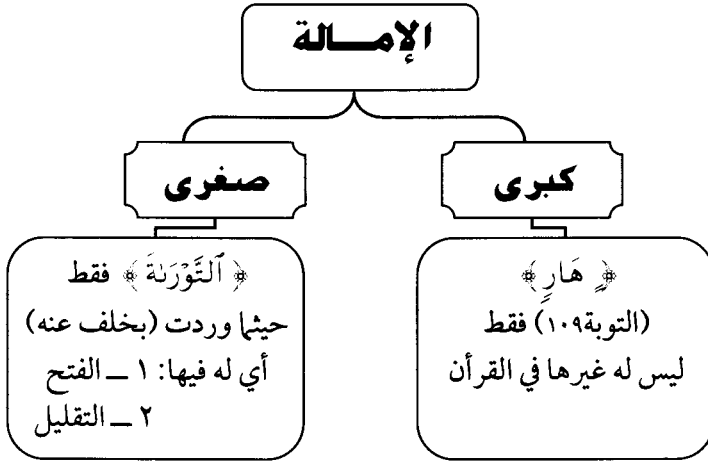 الإمـــالة
كبرى
صغرى
﴿ هَارٍ ﴾
(التوبة١٠٩) فقط
ليس له غيرها في القرأن
﴿ ٱلتَّوْرَىٰةَ ﴾ فقط
حيثما وردت (بخلف عنه)
أي له فيها: ١ ــ الفتح
٢ ــ التقليل